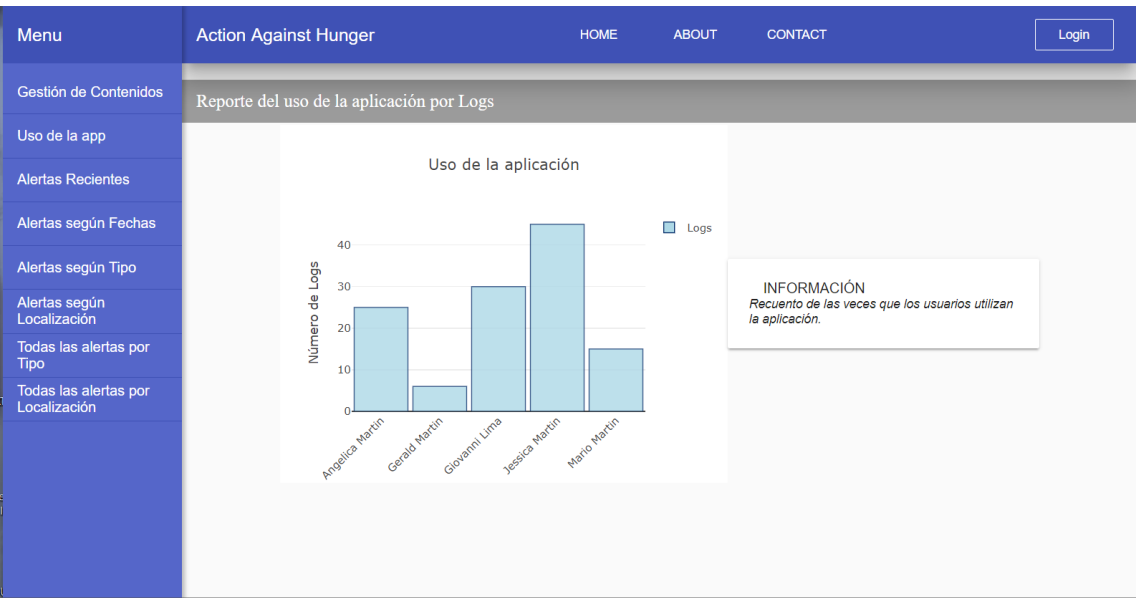 Menu
Action Against Hunger
HOME
ABOUT
CONTACT
Login
Gestión de Contenidos
Uso de la app
Alertas Recientes
Alertas según Fechas
Alertas según Tipo
Alertas según
Localización
Todas las alertas por
Tipo
Todas las alertas por
Localización
Reporte del uso de la aplicación por Logs
Uso de la aplicación
Logs
Número de Logs
40
30
20
10
0
Angelica Martin
Gerald Martin
Giovanni Lima
Jessica Martin
Mario Martin
INFORMACIÓN
Recuento de las veces que los usuarios utilizan
la aplicación.